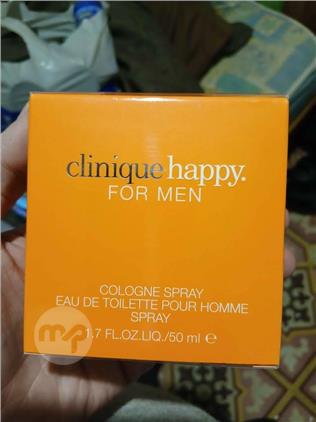 clinique happy.
FOR MEN
COLOGNE SPRAY
EAU DE TOILETTE POUR HOMME
SPRAY
1.7 FL.OZ.LIQ./50 ml ℮